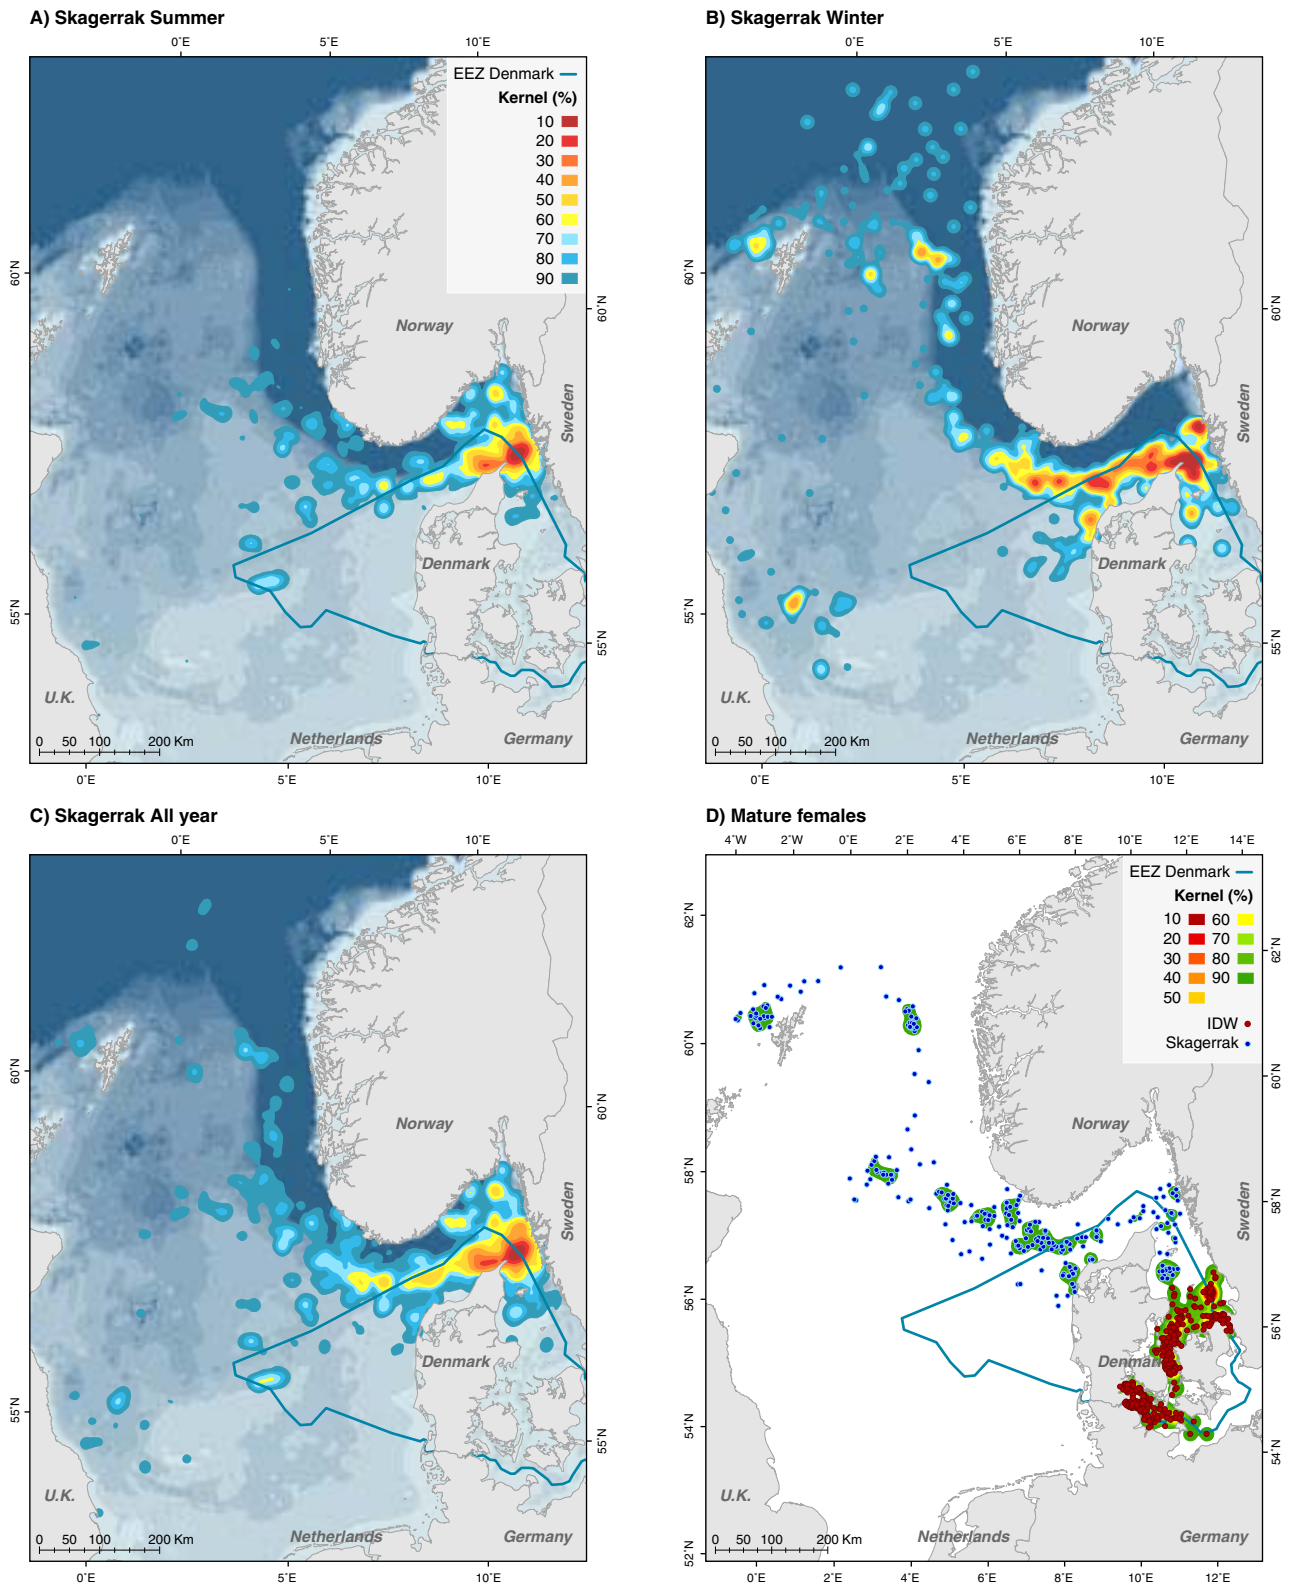 A) Skagerrak Summer
0°E 5°E 10°E
EEZ Denmark
Kernel (%)
10
20
30
40
50
60
70
80
90
60°N
60°N
Norway
Sweden
Denmark
55°N
55°N
U.K.
Netherlands
Germany
0 50 100 200 Km
0°E 5°E 10°E
B) Skagerrak Winter
0°E 5°E 10°E
60°N
60°N
Norway
Sweden
Denmark
55°N
55°N
U.K.
Netherlands
Germany
0 50 100 200 Km
0°E 5°E 10°E
C) Skagerrak All year
0°E 5°E 10°E
60°N
60°N
Norway
Sweden
Denmark
55°N
55°N
U.K.
Netherlands
Germany
0 50 100 200 Km
0°E 5°E 10°E
D) Mature females
4°W 2°W 0°E 2°E 4°E 6°E 8°E 10°E 12°E 14°E
EEZ Denmark
Kernel (%)
10 60
20 70
30 80
40 90
50
IDW
Skagerrak
62°N
62°N
60°N
60°N
Norway
58°N
58°N
Sweden
56°N
56°N
Denmark
54°N
54°N
U.K.
Netherlands
Germany
52°N
0 50 100 200 Km
0°E 2°E 4°E 6°E 8°E 10°E 12°E